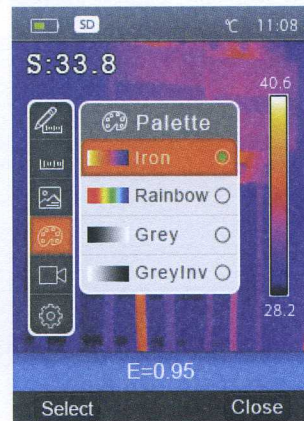 SD ℃ 11:08
S:33.8
40.6
Palette
Iron
Rainbow
Grey
GreyInv
28.2
E=0.95
Select Close